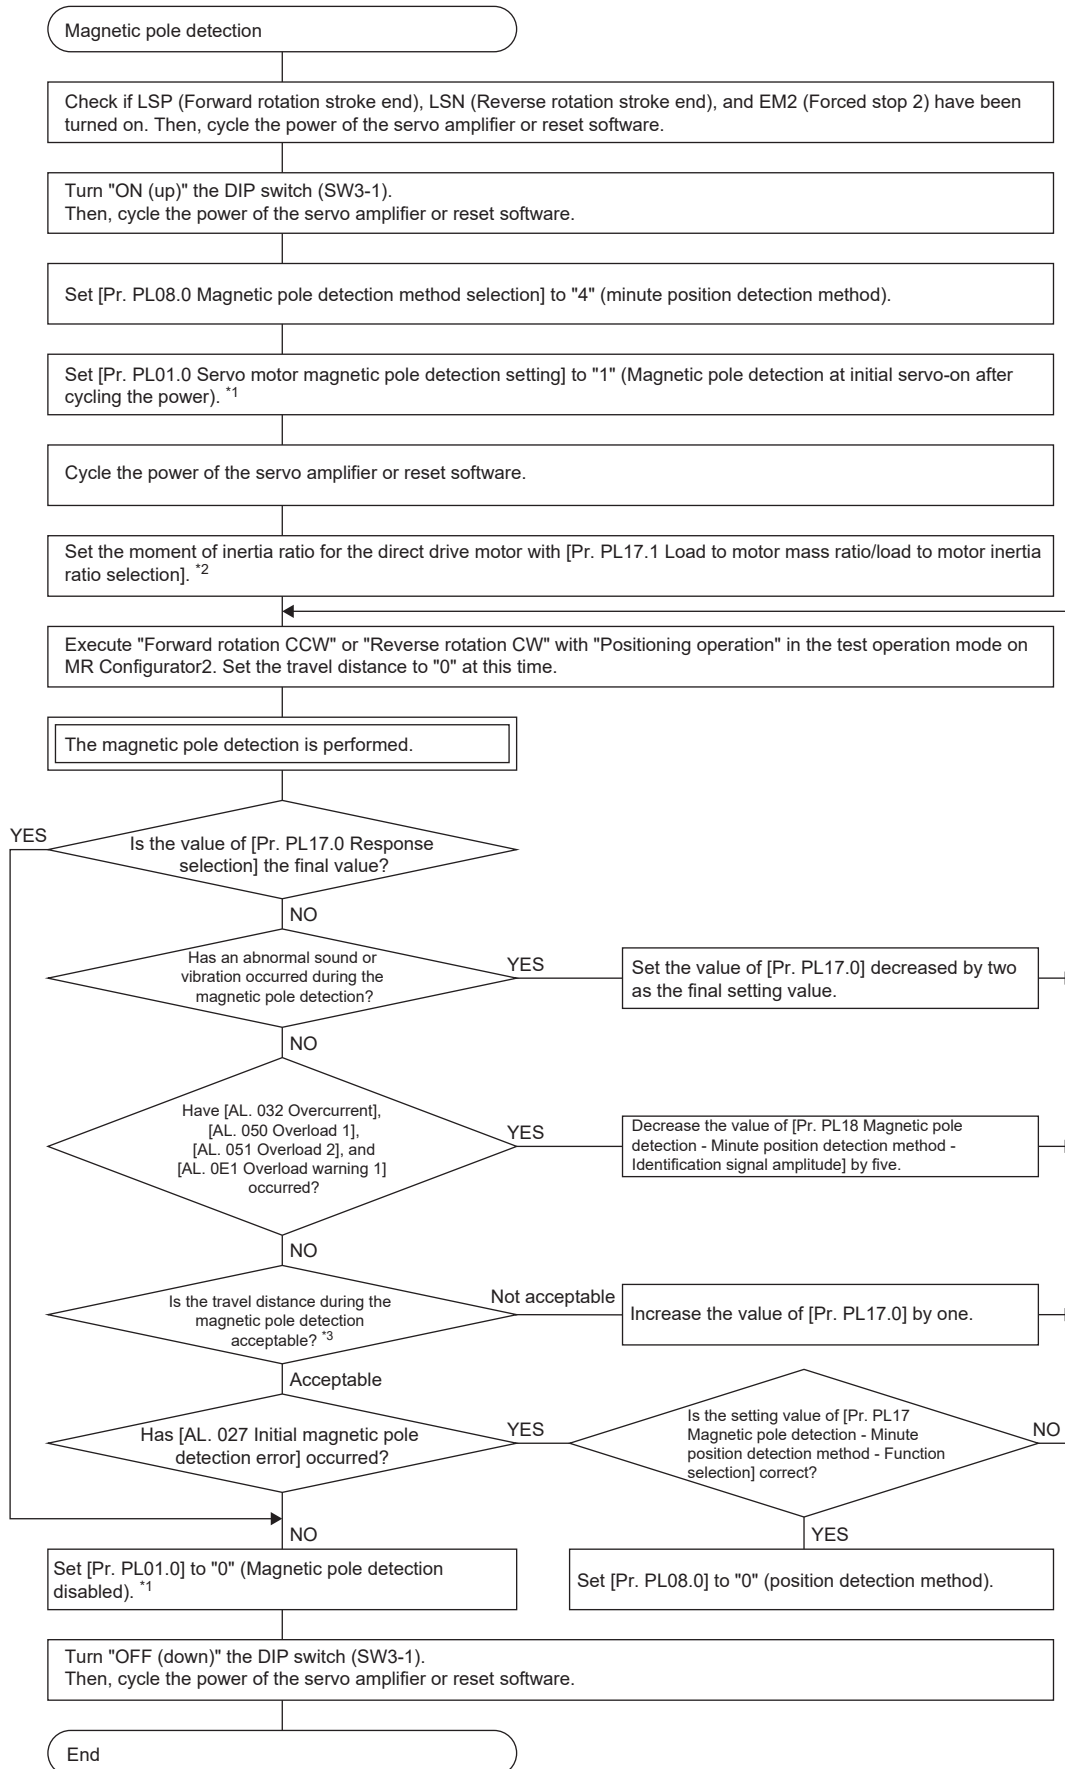 Magnetic pole detection
Check if LSP (Forward rotation stroke end), LSN (Reverse rotation stroke end), and EM2 (Forced stop 2) have been
turned on. Then, cycle the power of the servo amplifier or reset software.
Turn "ON (up)" the DIP switch (SW3-1).
Then, cycle the power of the servo amplifier or reset software.
Set [Pr. PL08.0 Magnetic pole detection method selection] to "4" (minute position detection method).
Set [Pr. PL01.0 Servo motor magnetic pole detection setting] to "1" (Magnetic pole detection at initial servo-on after
cycling the power). *1
Cycle the power of the servo amplifier or reset software.
Set the moment of inertia ratio for the direct drive motor with [Pr. PL17.1 Load to motor mass ratio/load to motor inertia
ratio selection]. *2
Execute "Forward rotation CCW" or "Reverse rotation CW" with "Positioning operation" in the test operation mode on
MR Configurator2. Set the travel distance to "0" at this time.
The magnetic pole detection is performed.
YES
Is the value of [Pr. PL17.0 Response
selection] the final value?
NO
Has an abnormal sound or
vibration occurred during the
magnetic pole detection?
YES
Set the value of [Pr. PL17.0] decreased by two
as the final setting value.
NO
Have [AL. 032 Overcurrent],
[AL. 050 Overload 1],
[AL. 051 Overload 2], and
[AL. 0E1 Overload warning 1]
occurred?
YES
Decrease the value of [Pr. PL18 Magnetic pole
detection - Minute position detection method -
Identification signal amplitude] by five.
NO
Is the travel distance during the
magnetic pole detection
acceptable? *3
Not acceptable
Increase the value of [Pr. PL17.0] by one.
Acceptable
Has [AL. 027 Initial magnetic pole
detection error] occurred?
YES
Is the setting value of [Pr. PL17
Magnetic pole detection - Minute
position detection method - Function
selection] correct?
NO
NO
YES
Set [Pr. PL01.0] to "0" (Magnetic pole detection
disabled). *1
Set [Pr. PL08.0] to "0" (position detection method).
Turn "OFF (down)" the DIP switch (SW3-1).
Then, cycle the power of the servo amplifier or reset software.
End